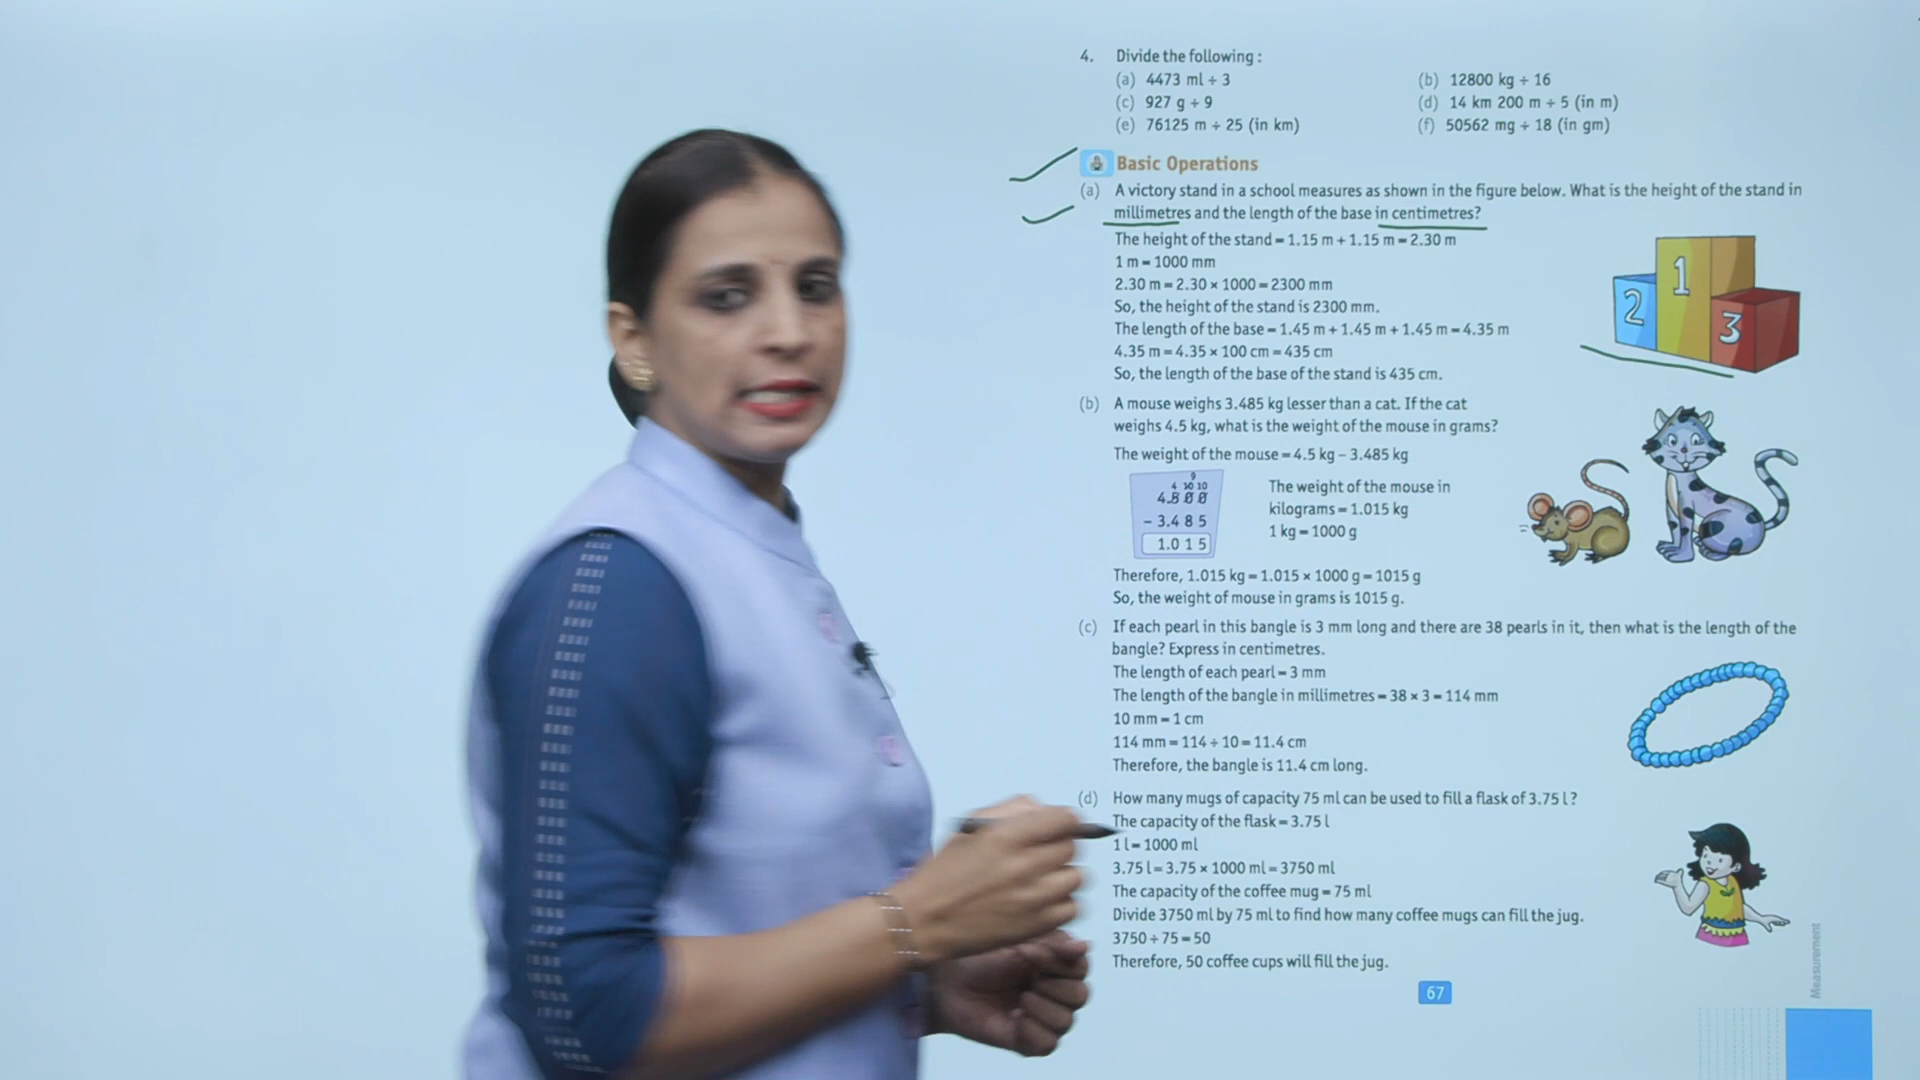 4. Divide the following :
(a) 4473 ml ÷ 3 (b) 12800 kg ÷ 16
(c) 927 g ÷ 9 (d) 14 km 200 m ÷ 5 (in m)
(e) 76125 m ÷ 25 (in km) (f) 50562 mg ÷ 18 (in gm)
Basic Operations
(a) A victory stand in a school measures as shown in the figure below. What is the height of the stand in
millimetres and the length of the base in centimetres?
The height of the stand = 1.15 m + 1.15 m = 2.30 m
1 m = 1000 mm
2.30 m = 2.30 × 1000 = 2300 mm
So, the height of the stand is 2300 mm.
The length of the base = 1.45 m + 1.45 m + 1.45 m = 4.35 m
4.35 m = 4.35 × 100 cm = 435 cm
So, the length of the base of the stand is 435 cm.
1
2
3
(b) A mouse weighs 3.485 kg lesser than a cat. If the cat
weighs 4.5 kg, what is the weight of the mouse in grams?
The weight of the mouse = 4.5 kg – 3.485 kg
9
4 10 10
– 3.4 8 5
1.0 1 5
The weight of the mouse in
kilograms = 1.015 kg
1 kg = 1000 g
Therefore, 1.015 kg = 1.015 × 1000 g = 1015 g
So, the weight of mouse in grams is 1015 g.
(c) If each pearl in this bangle is 3 mm long and there are 38 pearls in it, then what is the length of the
bangle? Express in centimetres.
The length of each pearl = 3 mm
The length of the bangle in millimetres = 38 × 3 = 114 mm
10 mm = 1 cm
114 mm = 114 ÷ 10 = 11.4 cm
Therefore, the bangle is 11.4 cm long.
(d) How many mugs of capacity 75 ml can be used to fill a flask of 3.75 l?
The capacity of the flask = 3.75 l
1 l = 1000 ml
3.75 l = 3.75 × 1000 ml = 3750 ml
The capacity of the coffee mug = 75 ml
Divide 3750 ml by 75 ml to find how many coffee mugs can fill the jug.
3750 ÷ 75 = 50
Therefore, 50 coffee cups will fill the jug.
67
Measurement